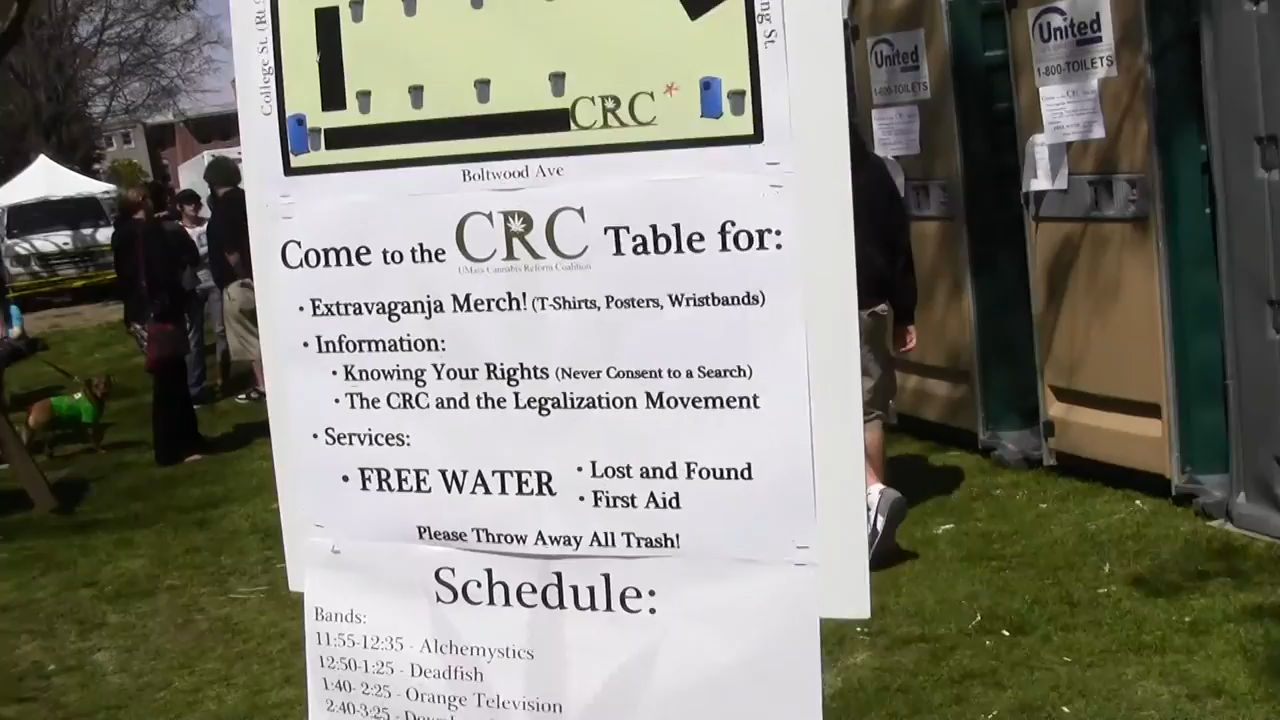 College St. (Rt.
ng St.
CRC
Boltwood Ave
Come to the CRC Table for:
UMass Cannabis Reform Coalition
· Extravaganja Merch! (T-Shirts, Posters, Wristbands)
· Information:
· Knowing Your Rights (Never Consent to a Search)
· The CRC and the Legalization Movement
· Services:
· FREE WATER
· Lost and Found
· First Aid
Please Throw Away All Trash!
Schedule:
Bands:
11:55-12:35 - Alchemystics
12:50-1:25 - Deadfish
1:40- 2:25 - Orange Television
2:40-3:25 -
United
1-800-TOILETS
United
1-800-TOILETS